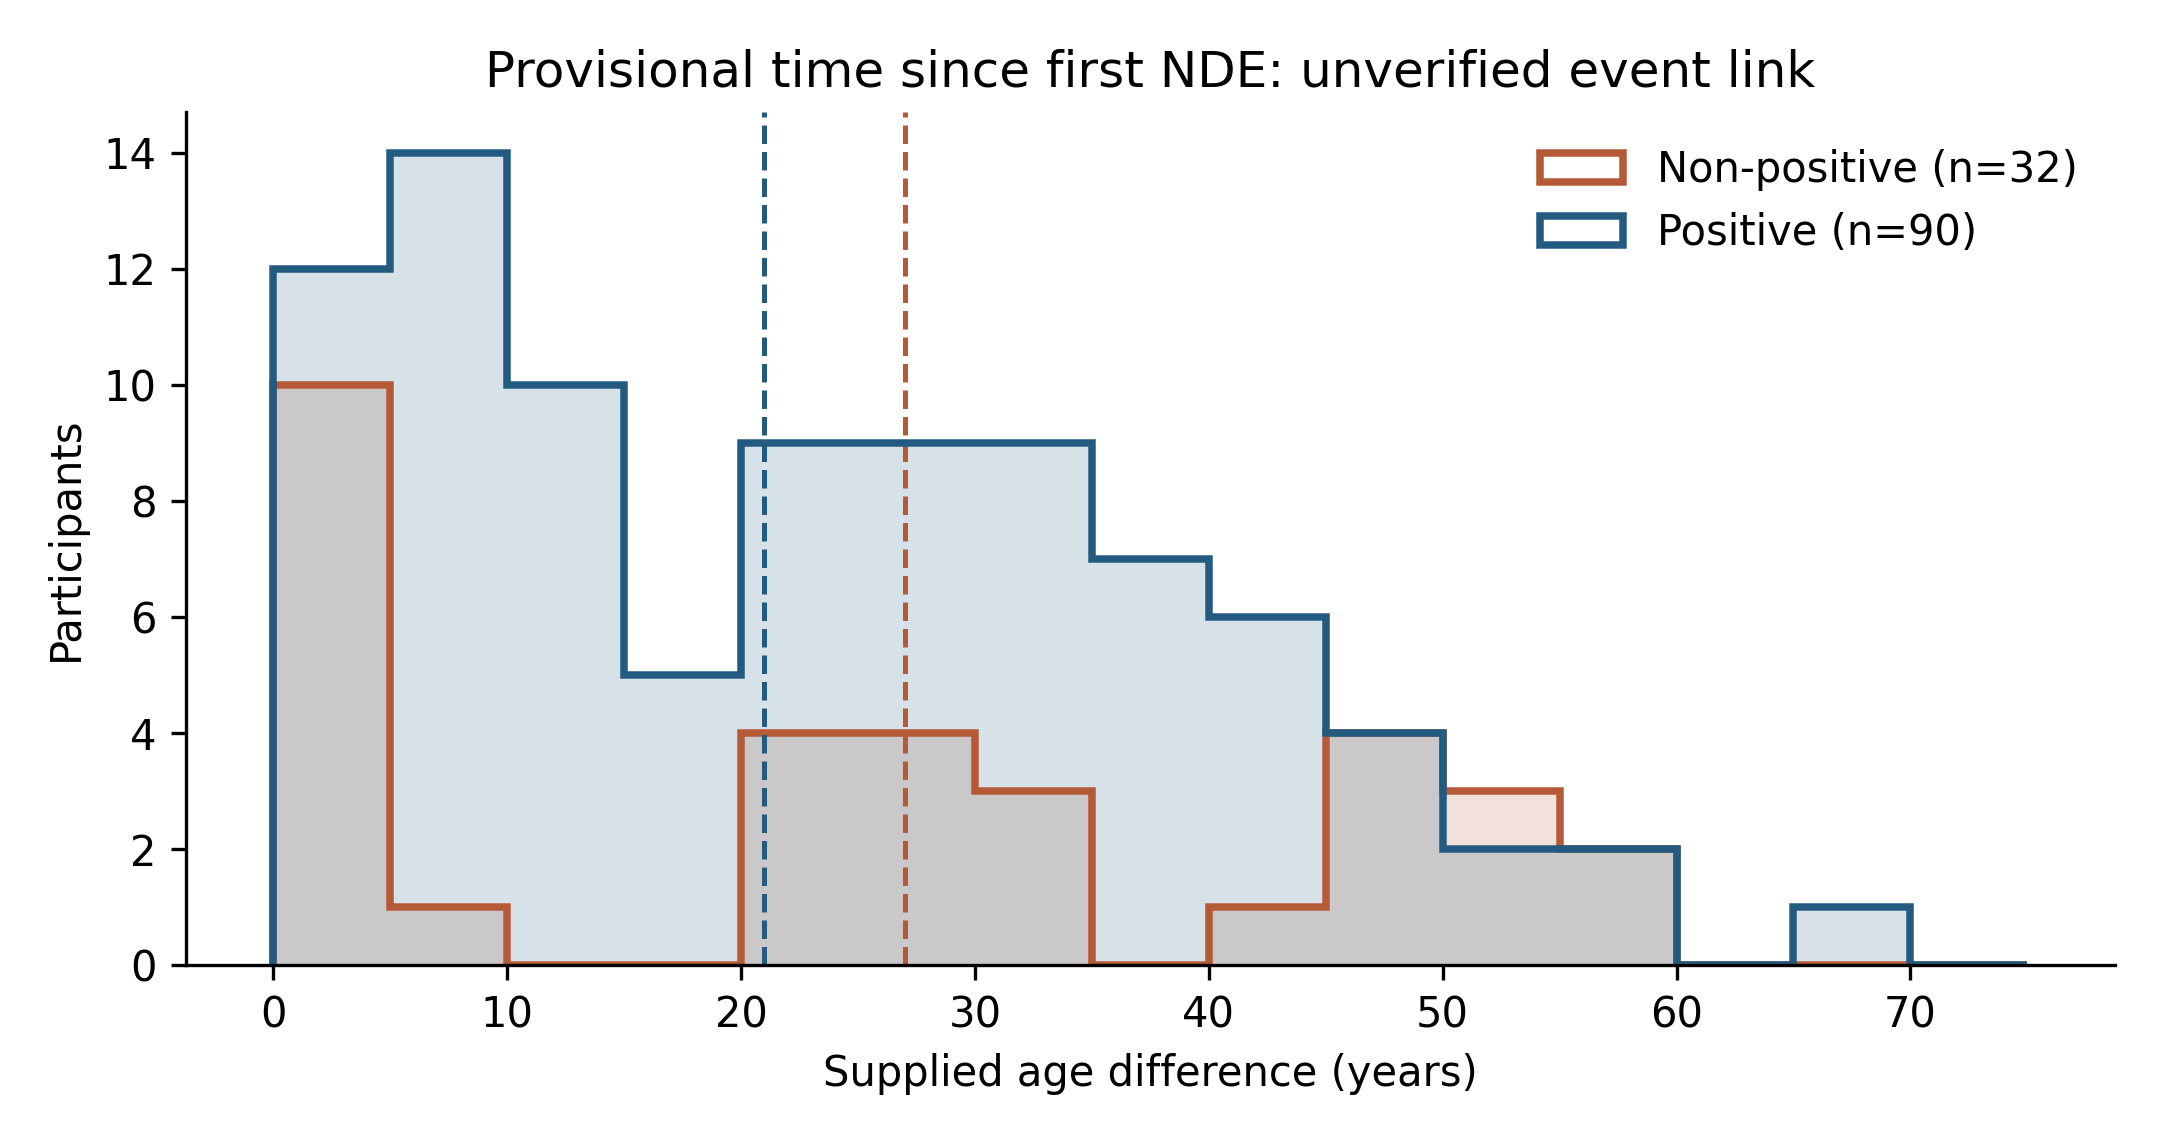 Provisional time since first NDE: unverified event link
Non-positive (n=32)
Positive (n=90)
Participants
14
12
10
8
6
4
2
0
0 10 20 30 40 50 60 70
Supplied age difference (years)